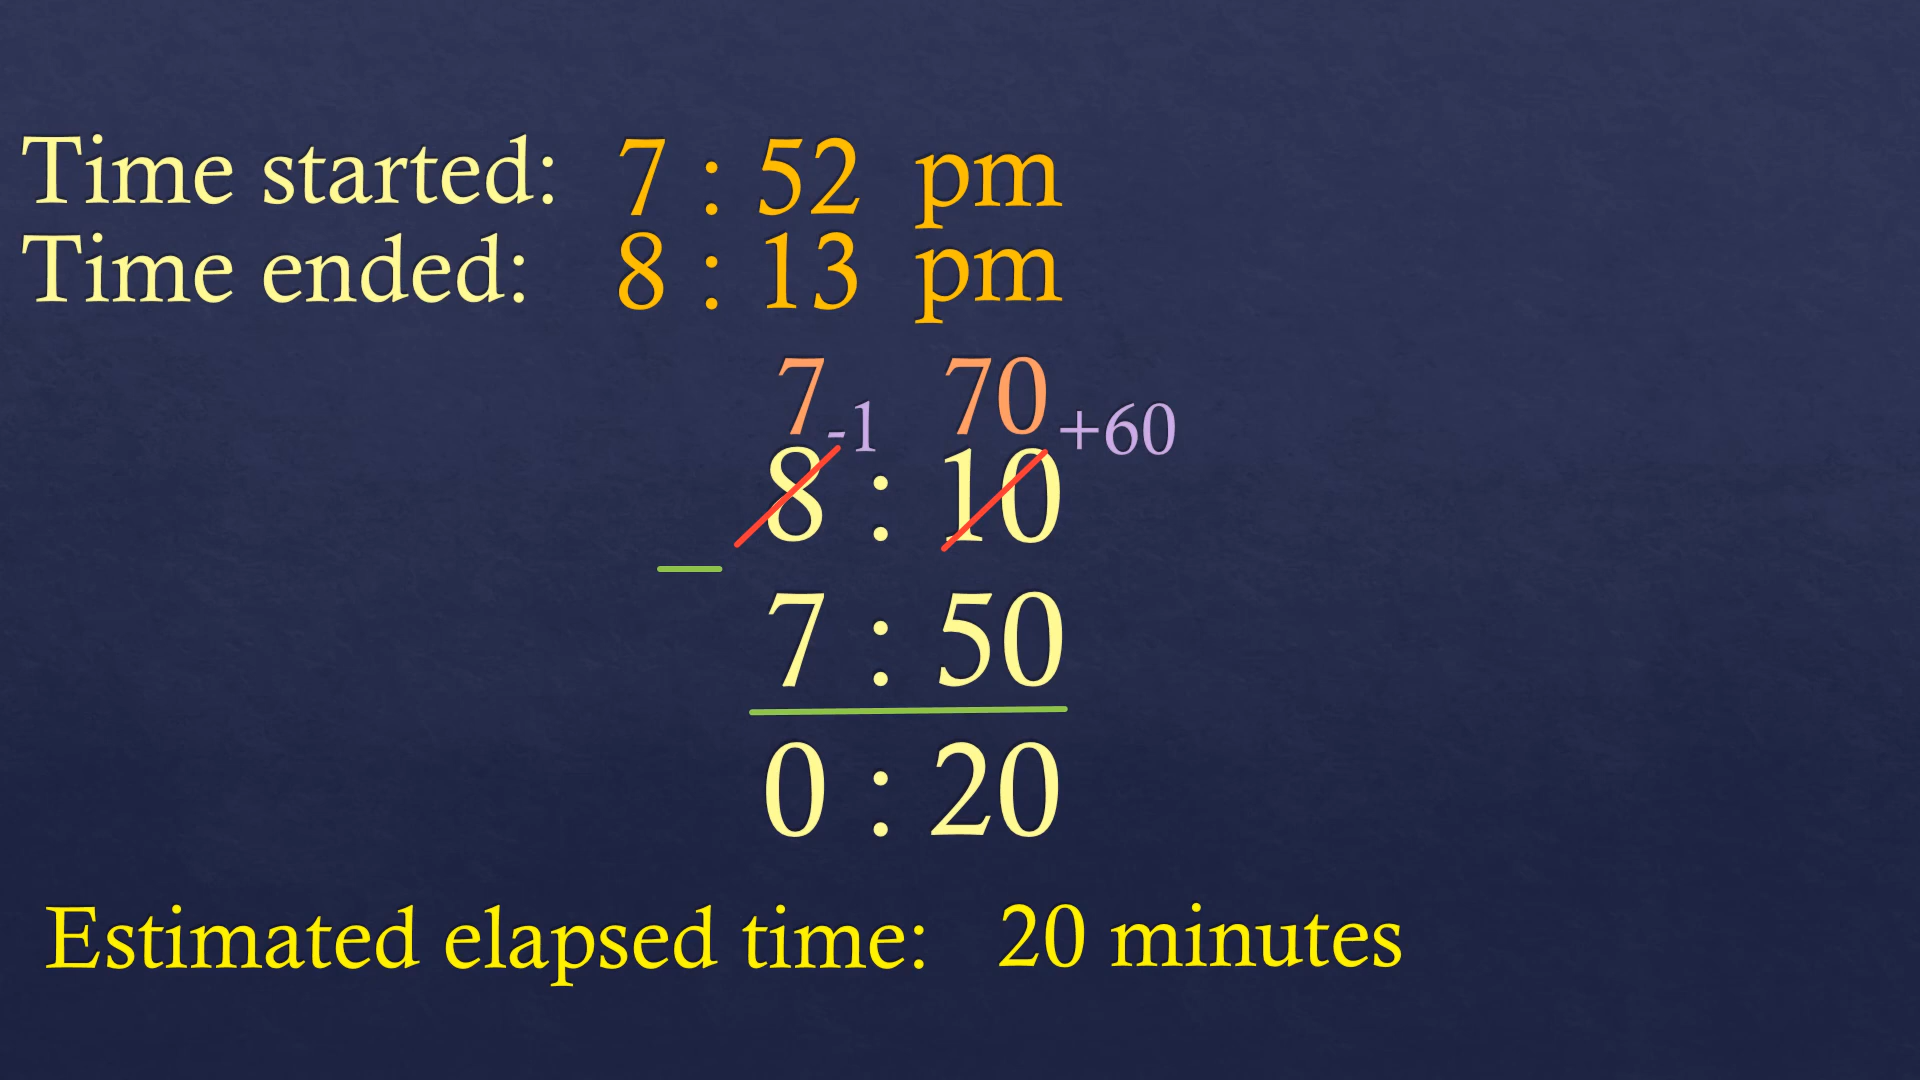 Time started: 7 : 52 pm
Time ended: 8 : 13 pm
7 -1 70 +60
8 : 10
7 : 50
0 : 20
Estimated elapsed time: 20 minutes